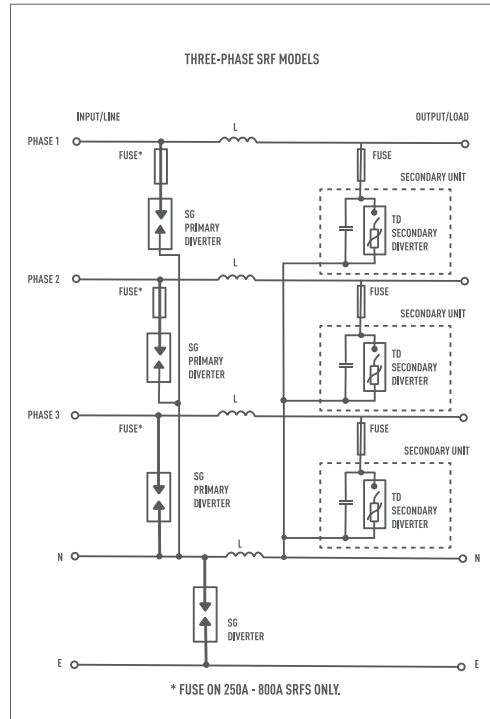 THREE-PHASE SRF MODELS
INPUT/LINE
OUTPUT/LOAD
L
PHASE 1
FUSE*
FUSE
SECONDARY UNIT
SG
PRIMARY
DIVERTER
TD
SECONDARY
DIVERTER
PHASE 2
L
FUSE*
FUSE
SECONDARY UNIT
SG
PRIMARY
DIVERTER
TD
SECONDARY
DIVERTER
PHASE 3
L
FUSE*
FUSE
SECONDARY UNIT
SG
PRIMARY
DIVERTER
TD
SECONDARY
DIVERTER
N
L
N
SG
DIVERTER
E
E
* FUSE ON 250A - 800A SRFS ONLY.